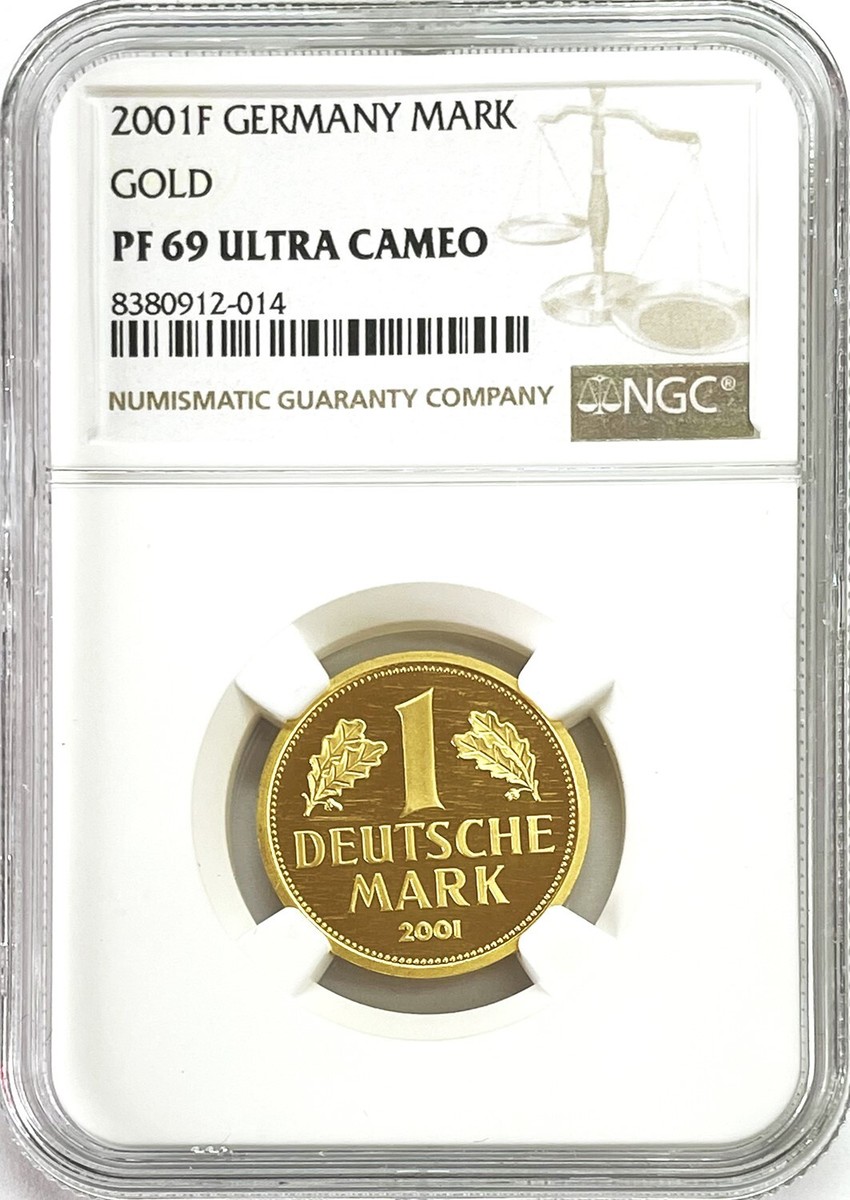 2001F GERMANY MARK
GOLD
PF 69 ULTRA CAMEO
8380912-014
NUMISMATIC GUARANTY COMPANY
NGC®
1
DEUTSCHE
MARK
2001